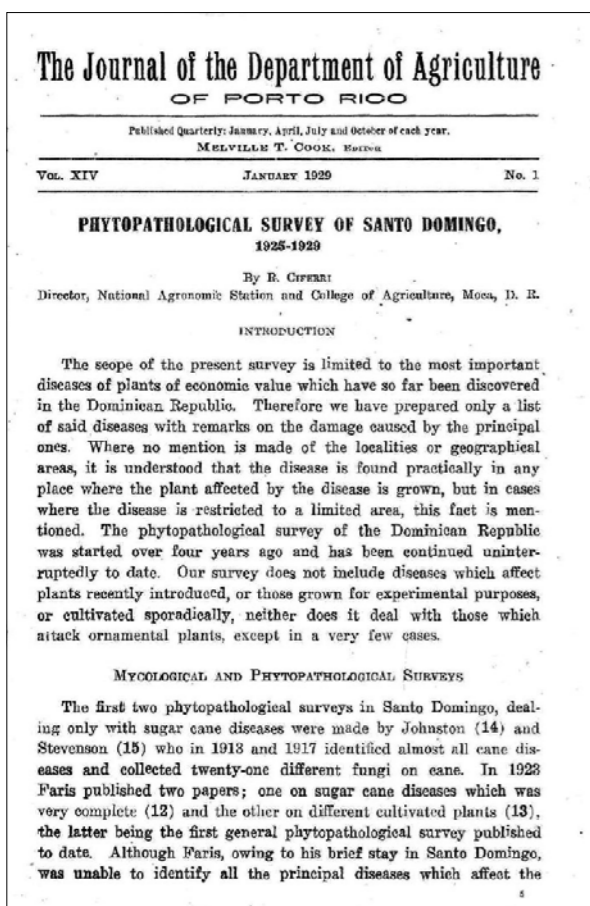 The Journal of the Department of Agriculture
OF PORTO RICO
Published Quarterly: January, April, July and October of each year.
MELVILLE T. COOK, EDITOR
VOL. XIV JANUARY 1929 No. 1
PHYTOPATHOLOGICAL SURVEY OF SANTO DOMINGO,
1925-1929
By R. CIFERRI
Director, National Agronomic Station and College of Agriculture, Moca, D. R.
INTRODUCTION
The scope of the present survey is limited to the most important
diseases of plants of economic value which have so far been discovered
in the Dominican Republic. Therefore we have prepared only a list
of said diseases with remarks on the damage caused by the principal
ones. Where no mention is made of the localities or geographical
areas, it is understood that the disease is found practically in any
place where the plant affected by the disease is grown, but in cases
where the disease is restricted to a limited area, this fact is men-
tioned. The phytopathological survey of the Dominican Republic
was started over four years ago and has been continued uninter-
ruptedly to date. Our survey does not include diseases which affect
plants recently introduced, or those grown for experimental purposes,
or cultivated sporadically, neither does it deal with those which
attack ornamental plants, except in a very few cases.
MYCOLOGICAL AND PHYTOPATHOLOGICAL SURVEYS
The first two phytopathological surveys in Santo Domingo, deal-
ing only with sugar cane diseases were made by Johnston (14) and
Stevenson (15) who in 1913 and 1917 identified almost all cane dis-
eases and collected twenty-one different fungi on cane. In 1923
Faris published two papers; one on sugar cane diseases which was
very complete (12) and the other on different cultivated plants (13),
the latter being the first general phytopathological survey published
to date. Although Faris, owing to his brief stay in Santo Domingo,
was unable to identify all the principal diseases which affect the
5